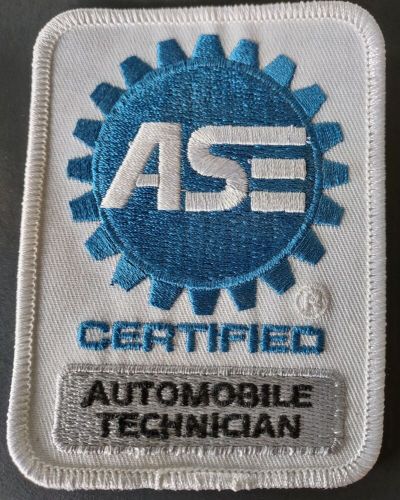 ASE
®
CERTIFIED
AUTOMOBILE
TECHNICIAN